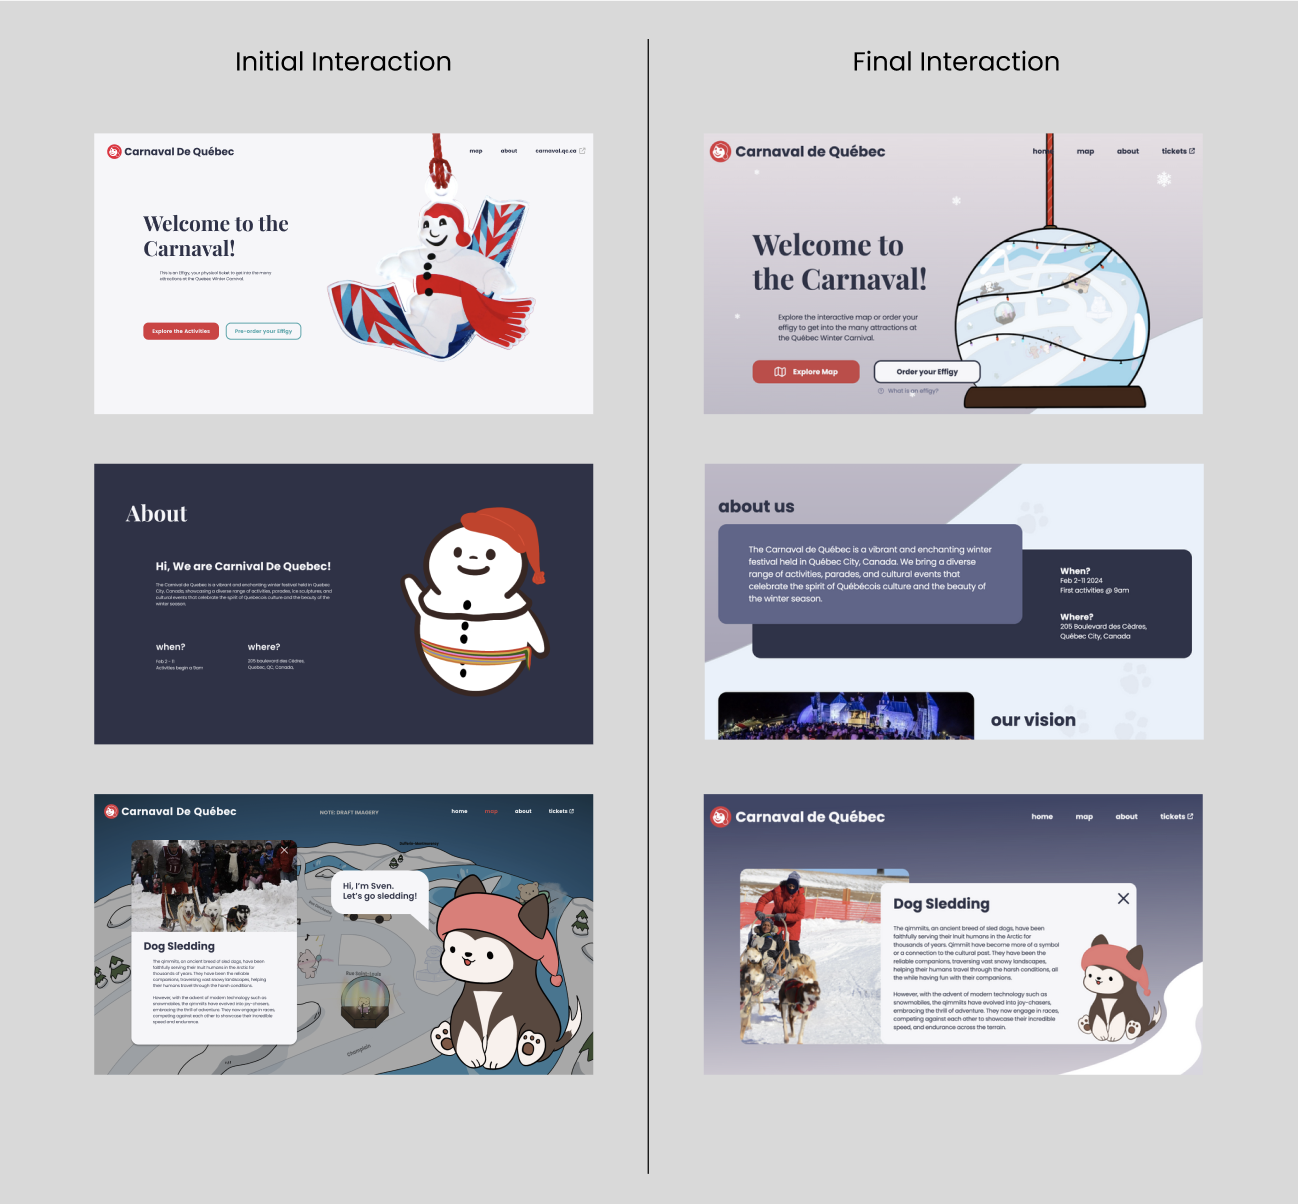 Initial Interaction
Final Interaction
Carnaval De Québec
map
about
carnaval.qc.ca
Welcome to the
Carnaval!
This is an Effigy, your physical ticket to get into the many
attractions at the Quebec Winter Carnival.
Explore the Activities
Pre-order your Effigy
About
Hi, We are Carnival De Quebec!
The Carnival de Quebec is a vibrant and enchanting winter festival held in Quebec
City, Canada, showcasing a diverse range of activities, parades, ice sculptures, and
cultural events that celebrate the spirit of Quebecois culture and the beauty of the
winter season.
when?
Feb 2 - 11
Activities begin a 9am
where?
205 boulevard des Cèdres,
Quebec, QC, Canada,
Carnaval De Québec
NOTE: DRAFT IMAGERY
home
map
about
tickets
Hi, I'm Sven.
Let's go sledding!
Dog Sledding
The qimmiits, an ancient breed of sled dogs, have been
faithfully serving their Inuit humans in the Arctic for
thousands of years. They have been the reliable
companions, traversing vast snowy landscapes, helping
their humans travel through the harsh conditions.
However, with the advent of modern technology such as
snowmobiles, the qimmiits have evolved into joy-chasers,
embracing the thrill of adventure. They now engage in races,
competing against each other to showcase their incredible
speed and endurance.
Rue Saint-Louis
Champlain
Carnaval de Québec
home
map
about
tickets
Welcome to
the Carnaval!
Explore the interactive map or order your
effigy to get into the many attractions at
the Québec Winter Carnival.
Explore Map
Order your Effigy
What is an effigy?
about us
The Carnaval de Québec is a vibrant and enchanting winter
festival held in Québec City, Canada. We bring a diverse
range of activities, parades, and cultural events that
celebrate the spirit of Québécois culture and the beauty of
the winter season.
When?
Feb 2-11 2024
First activities @ 9am
Where?
205 Boulevard des Cèdres,
Québec City, Canada
our vision
Carnaval de Québec
home
map
about
tickets
Dog Sledding
The qimmiits, an ancient breed of sled dogs, have been
faithfully serving their Inuit humans in the Arctic for
thousands of years. Qimmiit have become more of a symbol
or a connection to the cultural past. They have been the
reliable companions, traversing vast snowy landscapes,
helping their humans travel through the harsh conditions, all
the while having fun with their companions.
However, with the advent of modern technology such as
snowmobiles, the qimmiits have evolved into joy-chasers,
embracing the thrill of adventure. They now engage in races,
competing against each other to showcase their incredible
speed, and endurance across the terrain.